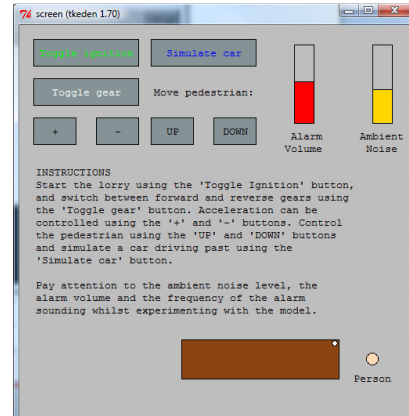 screen (tkeden 1.70)
Toggle Ignition
Simulate car
Toggle gear
Move pedestrian:
+
-
UP
DOWN
Alarm
Volume
Ambient
Noise
INSTRUCTIONS
Start the lorry using the 'Toggle Ignition' button,
and switch between forward and reverse gears using
the 'Toggle gear' button. Acceleration can be
controlled using the '+' and '-' buttons. Control
the pedestrian using the 'UP' and 'DOWN' buttons
and simulate a car driving past using the
'Simulate car' button.
Pay attention to the ambient noise level, the
alarm volume and the frequency of the alarm
sounding whilst experimenting with the model.
Person